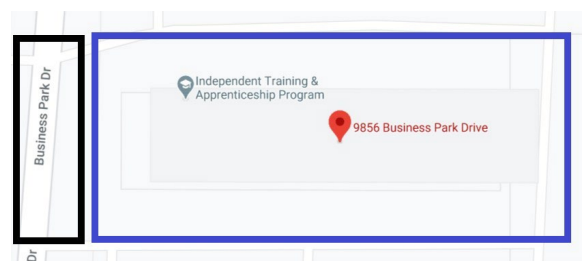 Business Park Dr
Independent Training &
Apprenticeship Program
9856 Business Park Drive
Dr